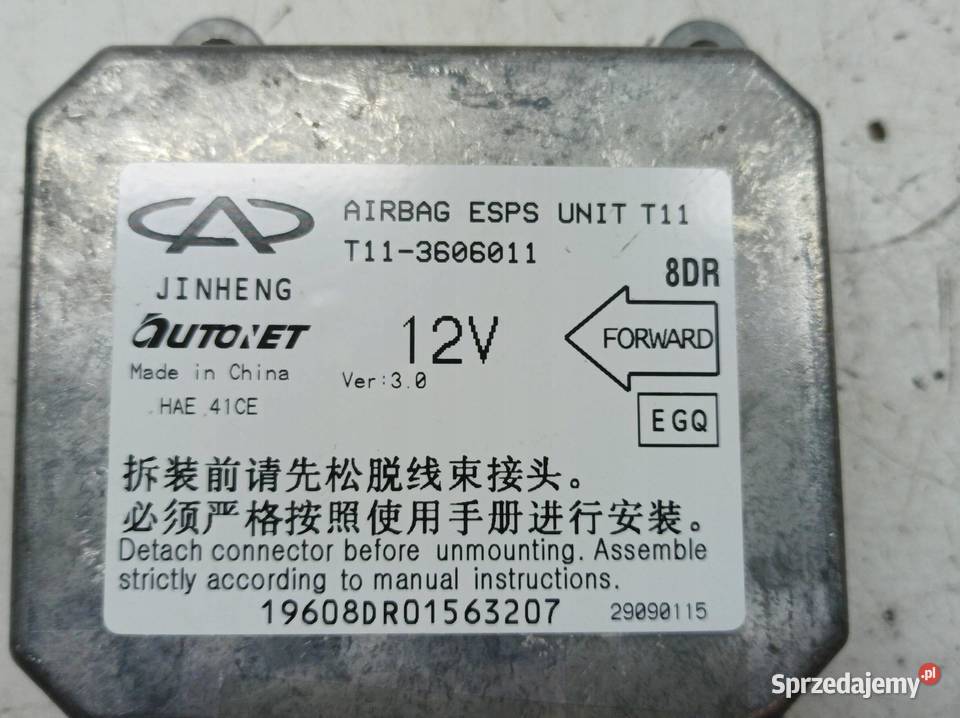 AIRBAG ESPS UNIT T11
T11-3606011
8DR
JINHENG
AUTONET
12V
FORWARD
Made in China
Ver:3.0
HAE 41CE
EGQ
拆装前请先松脱线束接头。
必须严格按照使用手册进行安装。
Detach connector before unmounting. Assemble
strictly according to manual instructions.
19608DR01563207
29090115
Sprzedajemy.pl